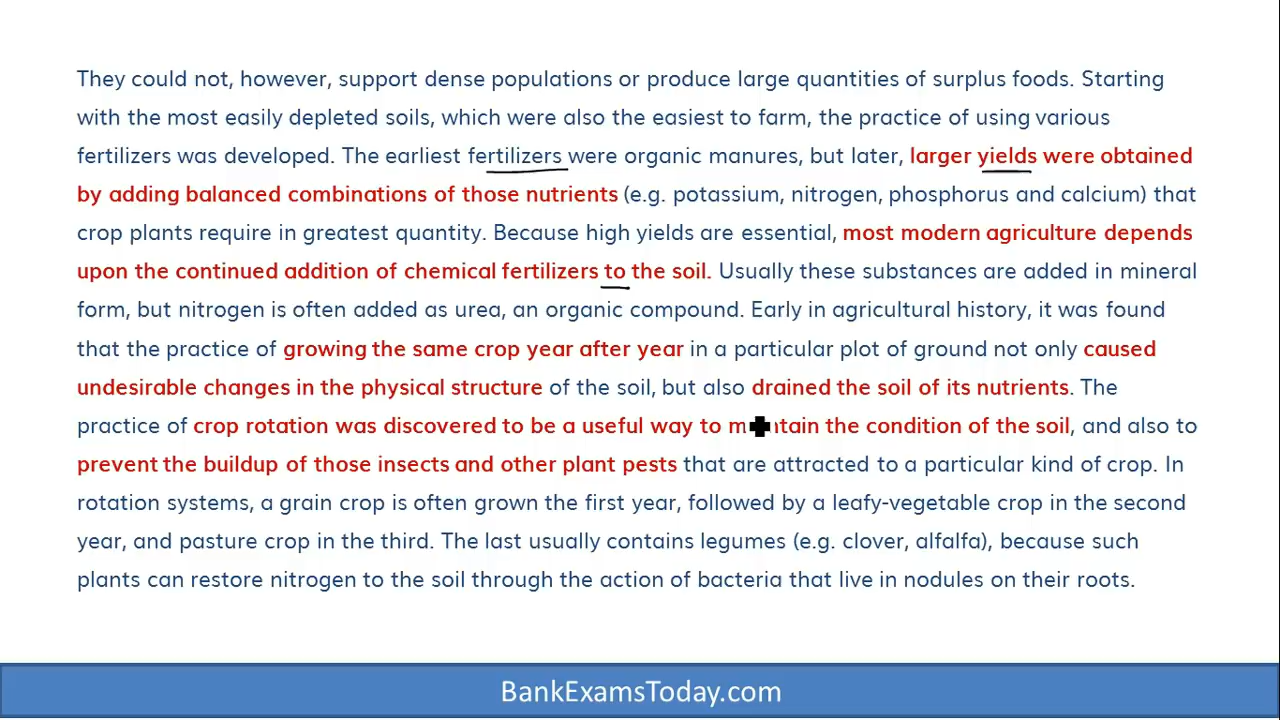 They could not, however, support dense populations or produce large quantities of surplus foods. Starting
with the most easily depleted soils, which were also the easiest to farm, the practice of using various
fertilizers was developed. The earliest fertilizers were organic manures, but later, larger yields were obtained
by adding balanced combinations of those nutrients (e.g. potassium, nitrogen, phosphorus and calcium) that
crop plants require in greatest quantity. Because high yields are essential, most modern agriculture depends
upon the continued addition of chemical fertilizers to the soil. Usually these substances are added in mineral
form, but nitrogen is often added as urea, an organic compound. Early in agricultural history, it was found
that the practice of growing the same crop year after year in a particular plot of ground not only caused
undesirable changes in the physical structure of the soil, but also drained the soil of its nutrients. The
practice of crop rotation was discovered to be a useful way to maintain the condition of the soil, and also to
prevent the buildup of those insects and other plant pests that are attracted to a particular kind of crop. In
rotation systems, a grain crop is often grown the first year, followed by a leafy-vegetable crop in the second
year, and pasture crop in the third. The last usually contains legumes (e.g. clover, alfalfa), because such
plants can restore nitrogen to the soil through the action of bacteria that live in nodules on their roots.
BankExamsToday.com